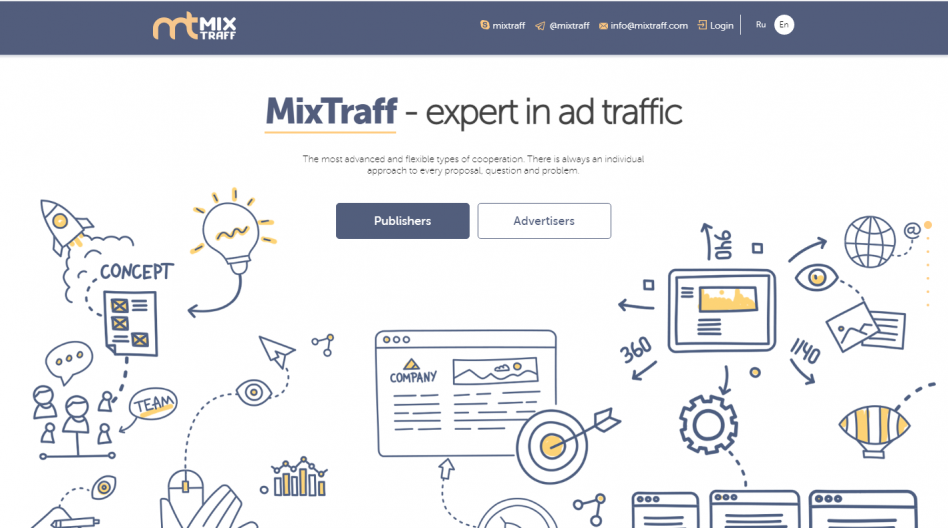 mt MIX
TRAFF
mixtraff
@mixtraff
info@mixtraff.com
Login
Ru
En
MixTraff - expert in ad traffic
The most advanced and flexible types of cooperation. There is always an individual
approach to every proposal, question and problem.
Publishers
Advertisers
CONCEPT
TEAM
COMPANY
940
360
1140
@